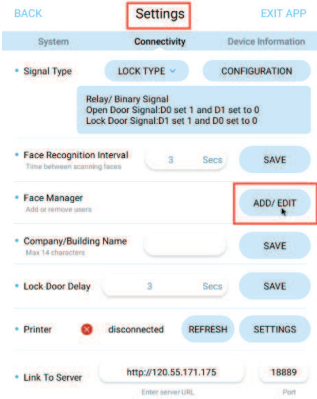 BACK Settings EXIT APP
System Connectivity Device Information
Signal Type LOCK TYPE CONFIGURATION
Relay/ Binary Signal
Open Door Signal:D0 set 1 and D1 set to 0
Lock Door Signal:D1 set 1 and D0 set to 0
Face Recognition Interval 3 Secs SAVE
Time between scanning faces
Face Manager ADD/ EDIT
Add or remove users
Company/Building Name SAVE
Max 14 characters
Lock Door Delay 3 Secs SAVE
Printer disconnected REFRESH SETTINGS
Link To Server http://120.55.171.175 18889
Enter server URL Port